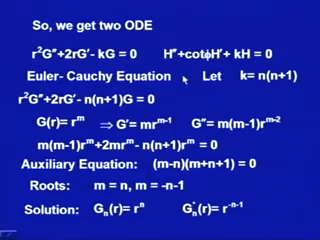 So, we get two ODE
r²G″+2rG′- kG = 0 H″+cotϕH′+ kH = 0
Euler- Cauchy Equation Let k= n(n+1)
r²G″+2rG′- n(n+1)G = 0
G(r)= rᵐ ⇒ G′= mrᵐ⁻¹ G″= m(m-1)rᵐ⁻²
m(m-1)rᵐ+2mrᵐ- n(n+1)rᵐ = 0
Auxiliary Equation: (m-n)(m+n+1) = 0
Roots: m = n, m = -n-1
Solution: Gₙ(r)= rⁿ Gₙ*(r)= r⁻ⁿ⁻¹